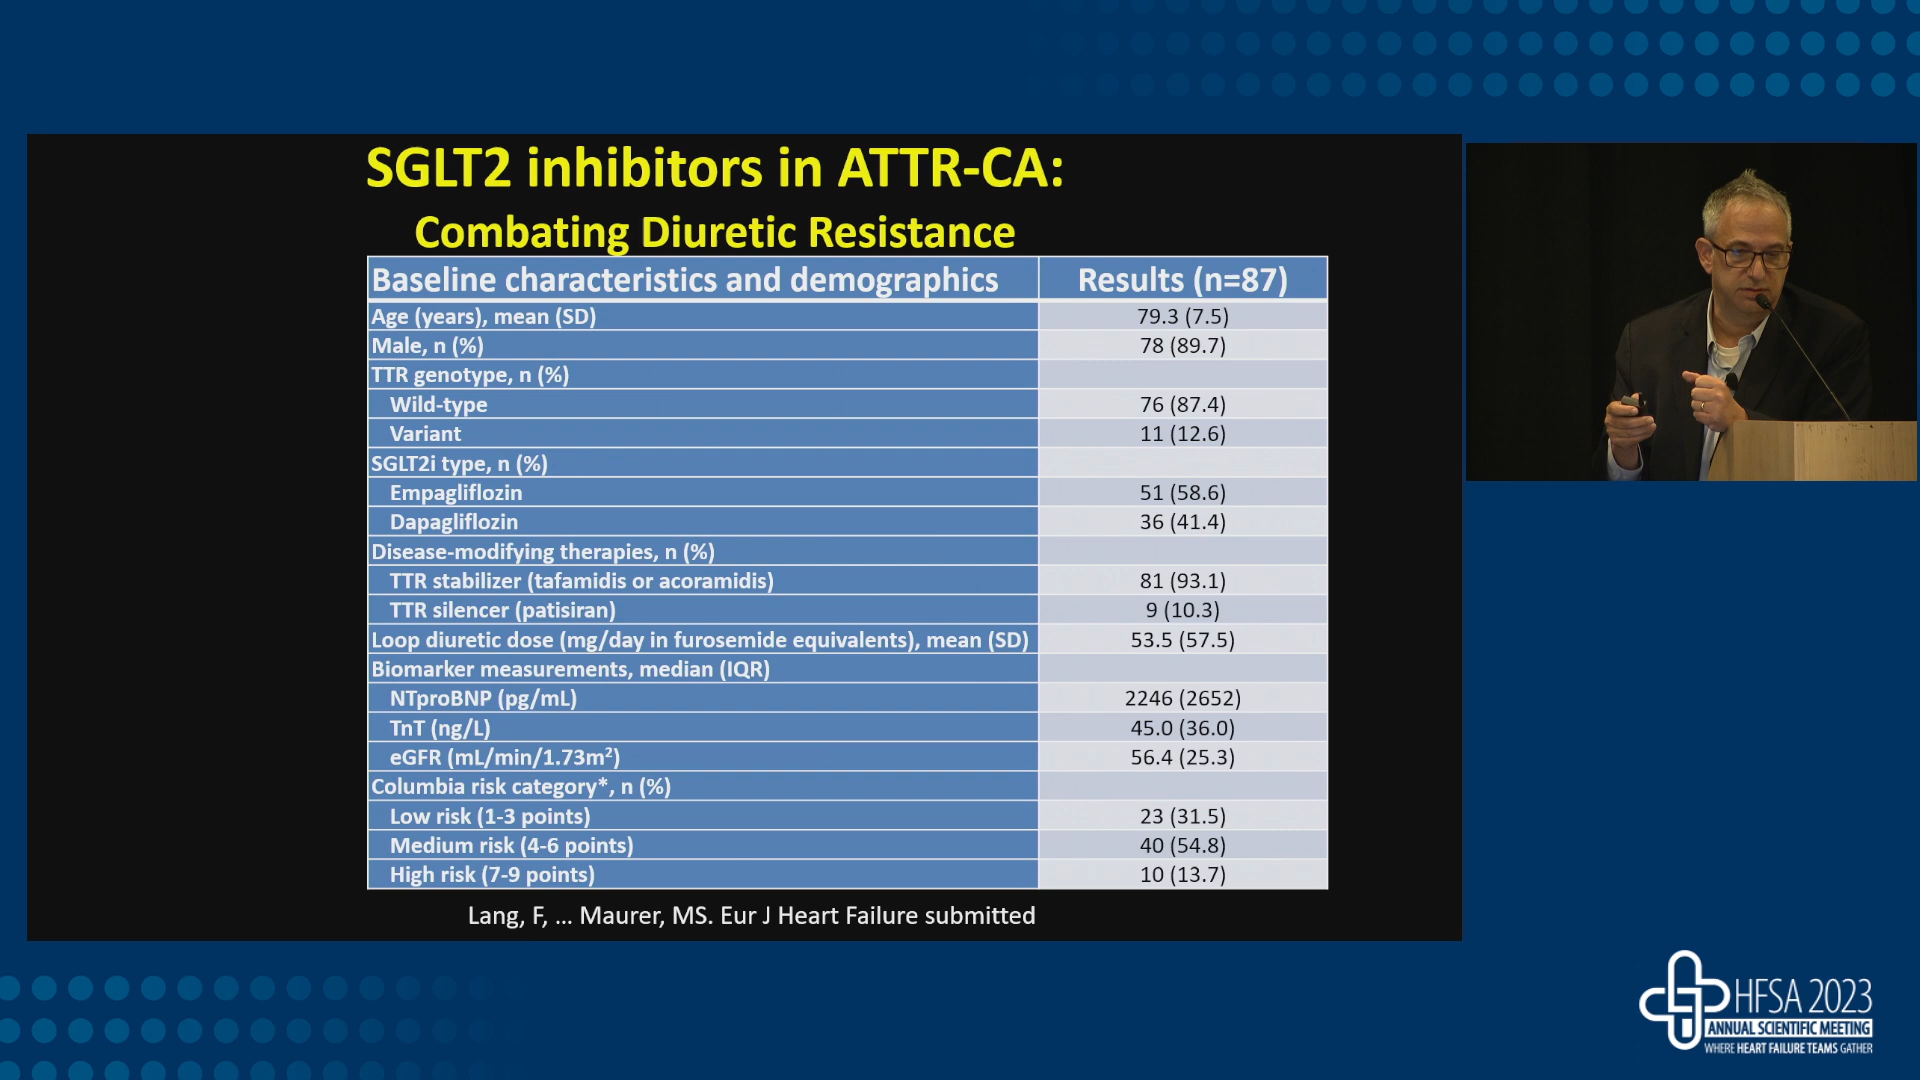 SGLT2 inhibitors in ATTR-CA:
Combating Diuretic Resistance
Baseline characteristics and demographics Results (n=87)
Age (years), mean (SD) 79.3 (7.5)
Male, n (%) 78 (89.7)
TTR genotype, n (%)
Wild-type 76 (87.4)
Variant 11 (12.6)
SGLT2i type, n (%)
Empagliflozin 51 (58.6)
Dapagliflozin 36 (41.4)
Disease-modifying therapies, n (%)
TTR stabilizer (tafamidis or acoramidis) 81 (93.1)
TTR silencer (patisiran) 9 (10.3)
Loop diuretic dose (mg/day in furosemide equivalents), mean (SD) 53.5 (57.5)
Biomarker measurements, median (IQR)
NTproBNP (pg/mL) 2246 (2652)
TnT (ng/L) 45.0 (36.0)
eGFR (mL/min/1.73m²) 56.4 (25.3)
Columbia risk category*, n (%)
Low risk (1-3 points) 23 (31.5)
Medium risk (4-6 points) 40 (54.8)
High risk (7-9 points) 10 (13.7)
Lang, F, ... Maurer, MS. Eur J Heart Failure submitted
HFSA 2023
ANNUAL SCIENTIFIC MEETING
WHERE HEART FAILURE TEAMS GATHER